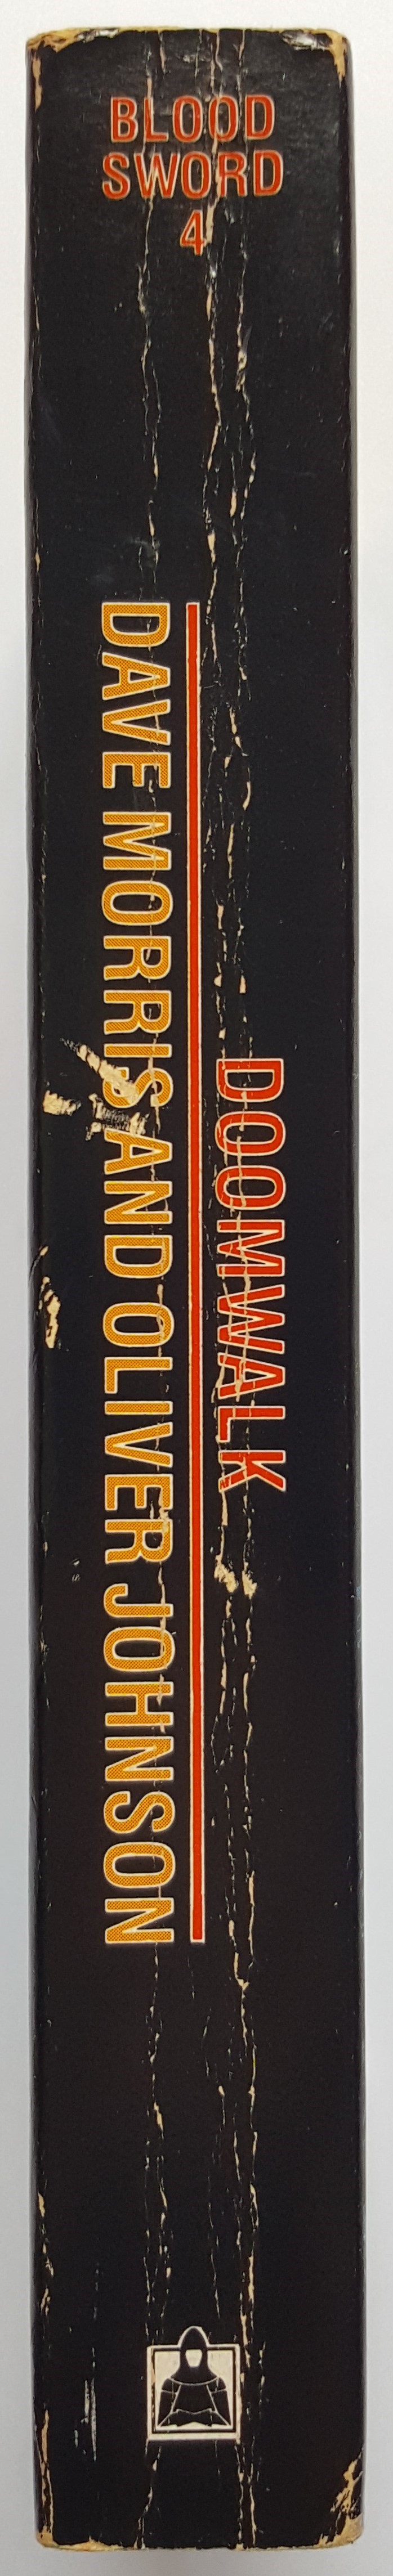 BLOOD
SWORD
4
DOOMWALK
DAVE MORRIS AND OLIVER JOHNSON